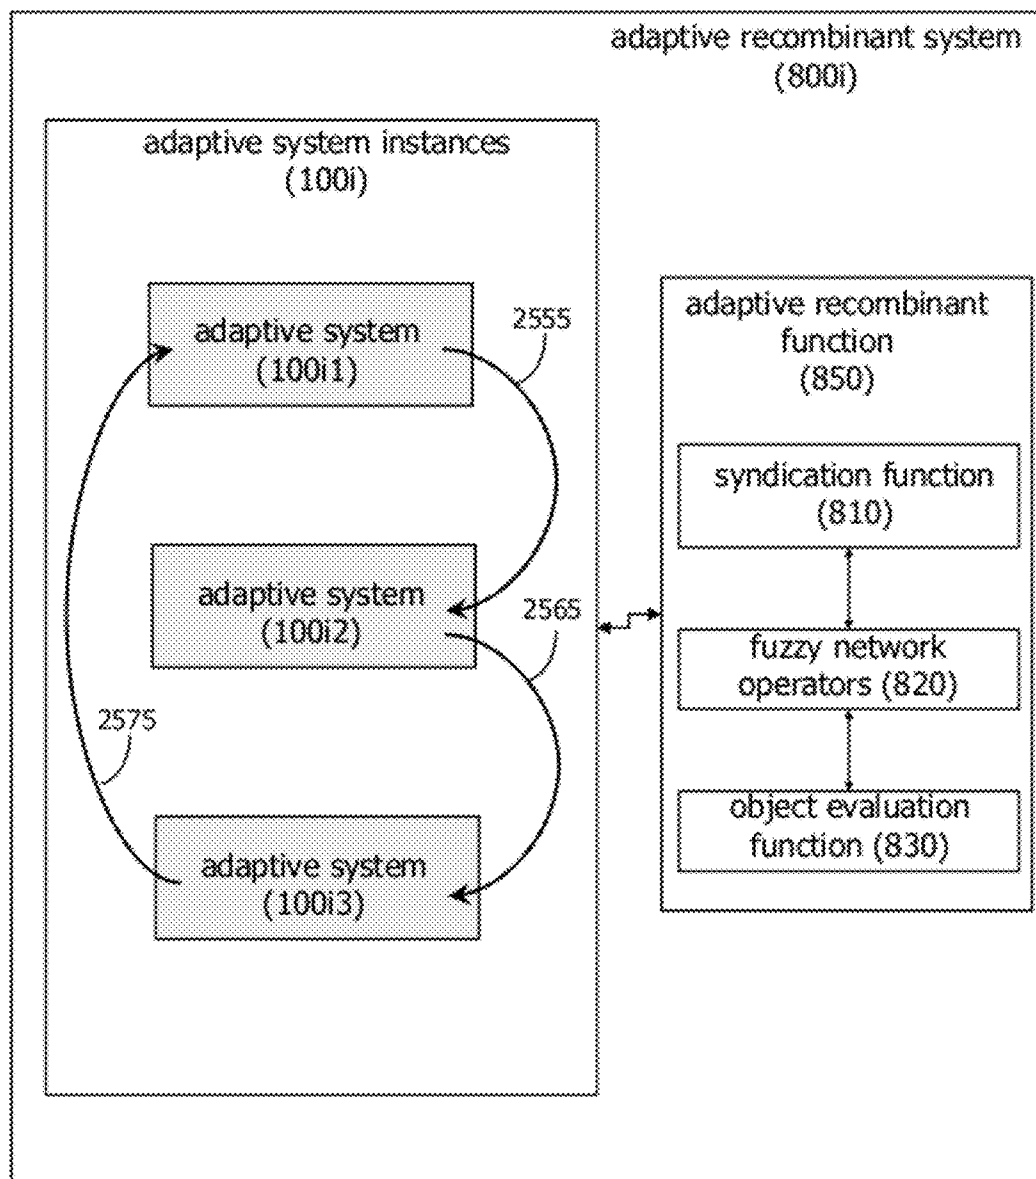 adaptive recombinant system
(800i)
adaptive system instances
(100i)
adaptive system
(100i1)
2555
adaptive system
(100i2)
2565
2575
adaptive system
(100i3)
adaptive recombinant
function
(850)
syndication function
(810)
fuzzy network
operators (820)
object evaluation
function (830)